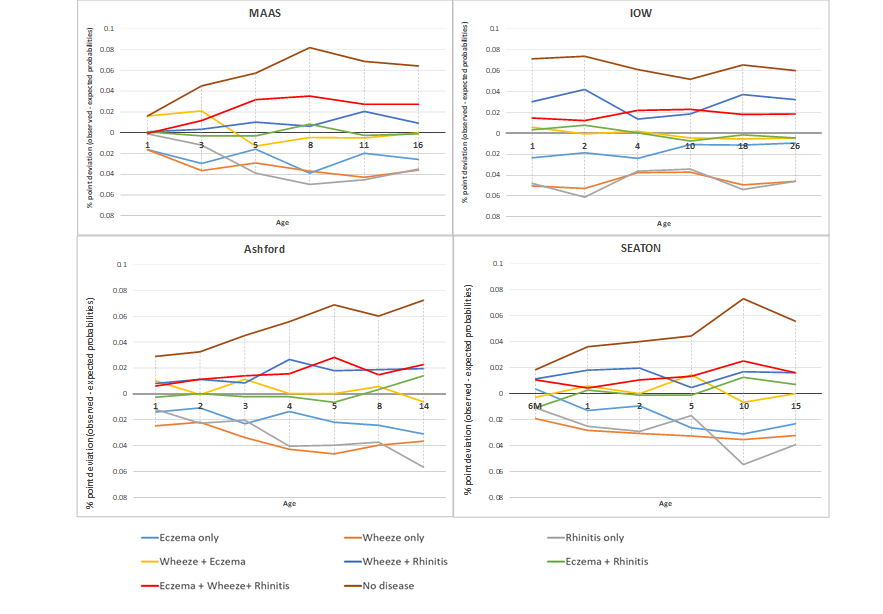 MAAS
% point deviation (observed - expected probabilities)
0.1
0.08
0.06
0.04
0.02
0
0.02
0.04
0.06
0.08
1 3 5 8 11 16
Age
IOW
% point deviation (observed - expected probabilities)
0.1
0.08
0.06
0.04
0.02
0
0.02
0.04
0.06
0.08
1 2 4 10 18 26
Age
Ashford
% point deviation (observed - expected probabilities)
0.1
0.08
0.06
0.04
0.02
0
0.02
0.04
0.06
0.08
1 2 3 4 5 8 14
Age
SEATON
% point deviation (observed - expected probabilities)
0.1
0.08
0.06
0.04
0.02
0
0.02
0.04
0.06
0.08
6M 1 2 5 10 15
Age
Eczema only Wheeze only Rhinitis only
Wheeze + Eczema Wheeze + Rhinitis Eczema + Rhinitis
Eczema + Wheeze+ Rhinitis No disease